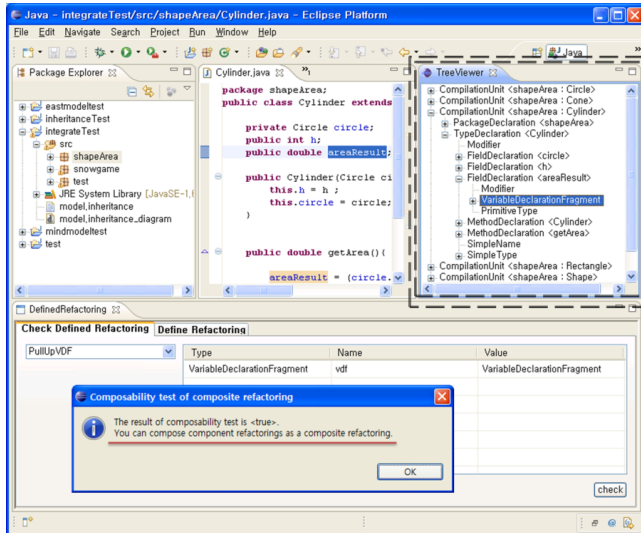 Java - integrateTest/src/shapeArea/Cylinder.java - Eclipse Platform
File Edit Navigate Search Project Run Window Help
Java
Package Explorer
eastmodeltest
inheritanceTest
integrateTest
src
shapeArea
snowgame
test
JRE System Library [JavaSE-1,
model,inheritance
model,inheritance_diagram
mindmodeltest
test
Cylinder.java
package shapeArea;
public class Cylinder extends
private Circle circle;
public int h;
public double areaResult;
public Cylinder(Circle ci
this.h = h ;
this.circle = circle;
}
public double getArea(){
areaResult = (circle.
TreeViewer
CompilationUnit <shapeArea : Circle>
CompilationUnit <shapeArea : Cone>
CompilationUnit <shapeArea : Cylinder>
PackageDeclaration <shapeArea>
TypeDeclaration <Cylinder>
Modifier
FieldDeclaration <circle>
FieldDeclaration <h>
FieldDeclaration <areaResult>
Modifier
VariableDeclarationFragment
PrimitiveType
MethodDeclaration <Cylinder>
MethodDeclaration <getArea>
SimpleName
SimpleType
CompilationUnit <shapeArea : Rectangle>
CompilationUnit <shapeArea : Shape>
DefinedRefactoring
Check Defined Refactoring Define Refactoring
PullUpVDF
Type Name Value
VariableDeclarationFragment vdf VariableDeclarationFragment
Composability test of composite refactoring
The result of composability test is <true>.
You can compose component refactorings as a composite refactoring.
OK
check